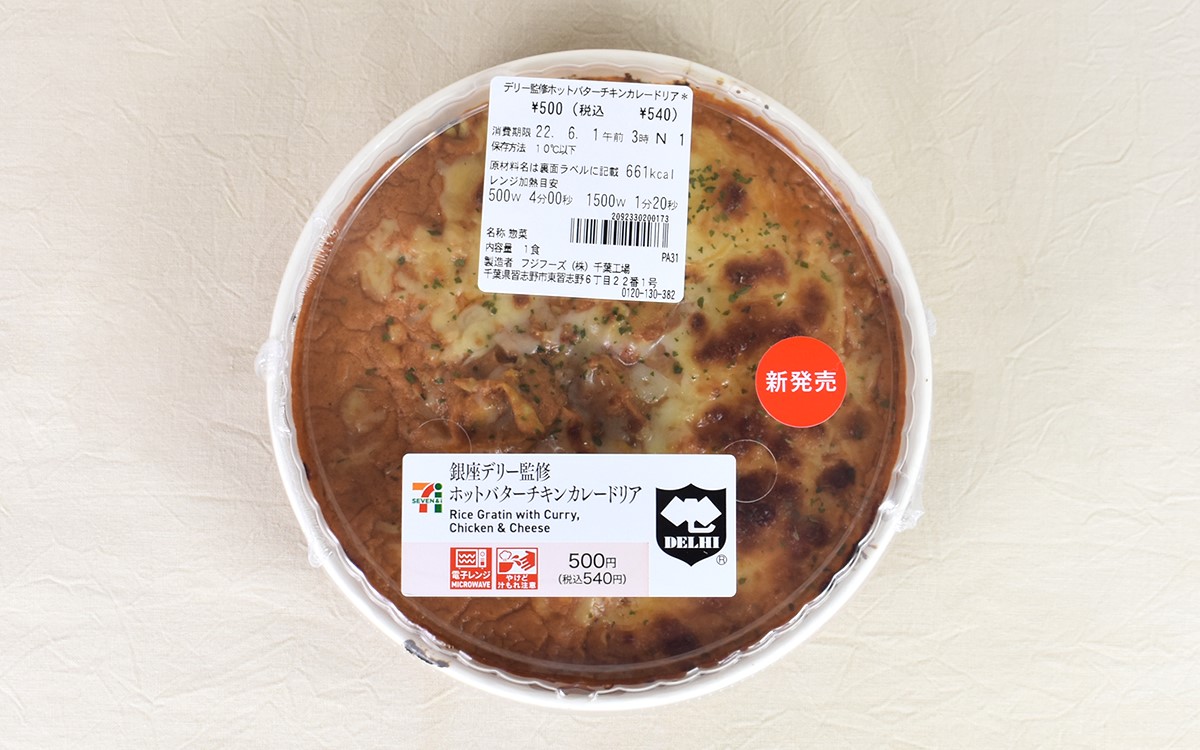 デリー監修ホットバターチキンカレードリア*
¥500 (税込 ¥540)
消費期限 22. 6. 1 午前 3時 N 1
保存方法 10℃以下
原材料名は裏面ラベルに記載 661kcal
レンジ加熱目安
500W 4分00秒 1500W 1分20秒
2092330200173
名称 惣菜
内容量 1食 PA31
製造者 フジフーズ(株)千葉工場
千葉県習志野市東習志野6丁目22番1号
0120-130-382
新発売
銀座デリー監修
ホットバターチキンカレードリア
Rice Gratin with Curry,
Chicken & Cheese
SEVEN & i
DELHI ®
電子レンジ
MICROWAVE
やけど
汁もれ注意
500円
(税込540円)